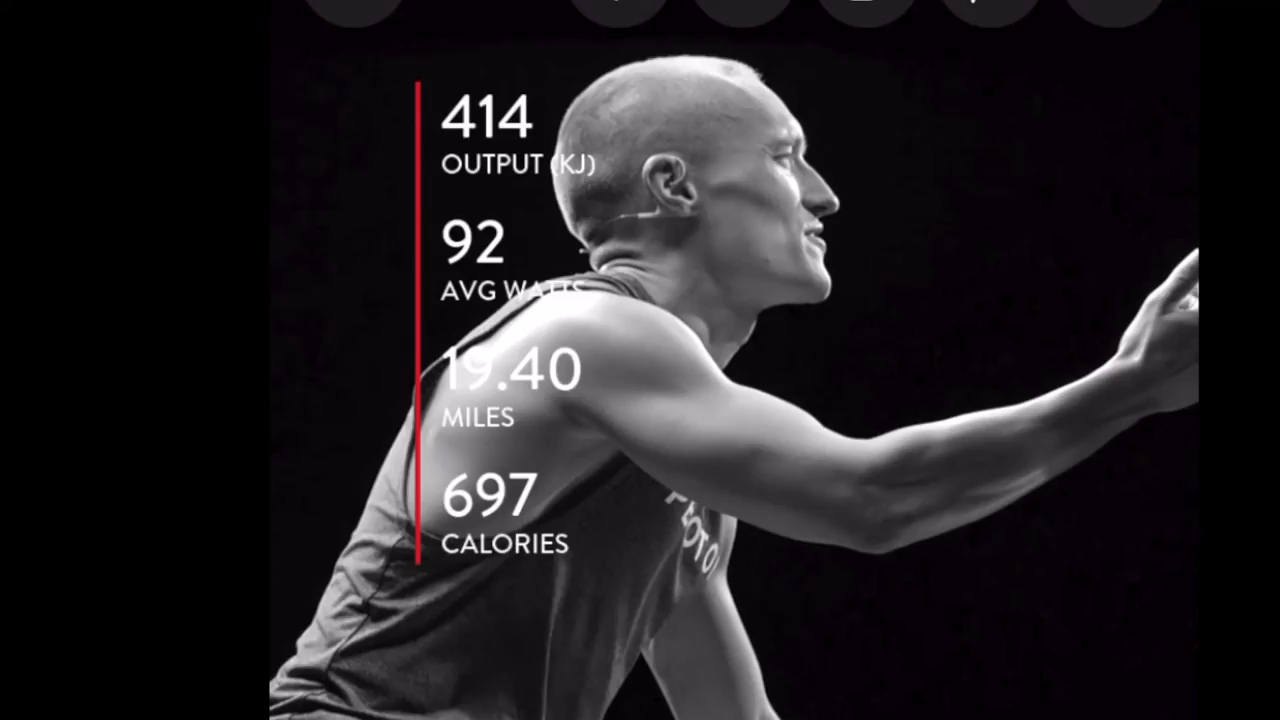 414
OUTPUT (KJ)
92
AVG WATTS
19.40
MILES
697
CALORIES